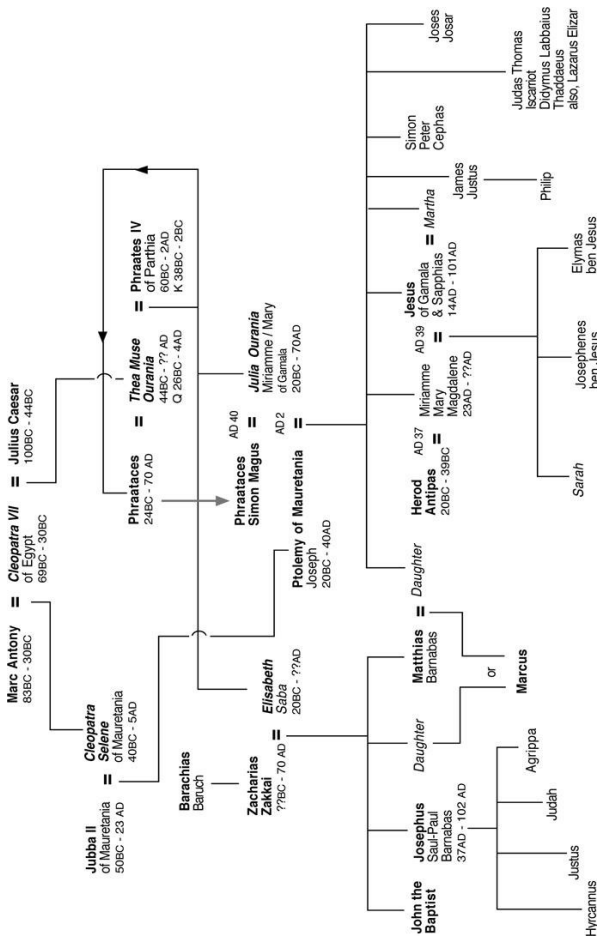 Marc Antony
83BC - 30BC
=
Cleopatra VII
of Egypt
69BC - 30BC
=
Julius Caesar
100BC - 44BC
Jubba II
of Mauretania
50BC - 23 AD
=
Cleopatra
Selene
of Mauretania
40BC - 5AD
Phraataces
24BC - 70 AD
=
Thea Muse
Ourania
44BC - ?? AD
Q 26BC - 4AD
=
Phraates IV
of Parthia
60BC - 2AD
K 38BC - 2BC
Barachias
Baruch
Zacharias
Zakkai
??BC - 70 AD
=
Elisabeth
Saba
20BC - ??AD
Phraataces
Simon Magus
AD 40
=
Julia Ourania
Miriamme / Mary
of Gamala
20BC - 70AD
Ptolemy of Mauretania
Joseph
20BC - 40AD
AD 2
=
John the
Baptist
Josephus
Saul-Paul
Barnabas
37AD - 102 AD
Daughter
Matthias
Barnabas
=
Daughter
Herod
Antipas
20BC - 39BC
AD 37
=
Miriamme
Mary
Magdalene
23AD - ??AD
AD 39
=
Jesus
of Gamala
& Sapphias
14AD - 101AD
=
Martha
James
Justus
Simon
Peter
Cephas
Judas Thomas
Iscarriot
Didymus Labbaius
Thaddaeus
also, Lazarus Elizar
Joses
Josar
or
Marcus
Philip
Hyrcannus
Justus
Judah
Agrippa
Sarah
Josephenes
ben Jesus
Elymas
ben Jesus